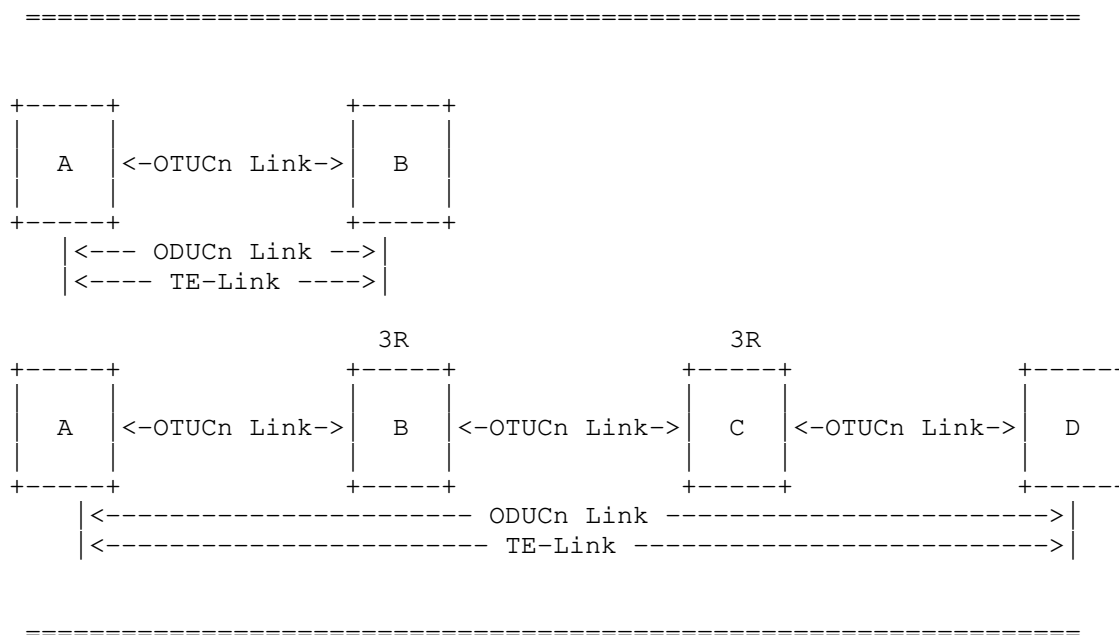 ==================================================================
+-----+               +-----+
|     |               |     |
|  A  |<-OTUCn Link->|  B  |
|     |               |     |
+-----+               +-----+
|<--- ODUCn Link -->|
|<---- TE-Link ---->|
3R                    3R
+-----+              +-----+              +-----+              +-----+
|     |              |     |              |     |              |
|  A  |<-OTUCn Link->|  B  |<-OTUCn Link->|  C  |<-OTUCn Link->|  D
|     |              |     |              |     |              |
+-----+              +-----+              +-----+              +-----+
|<----------------------- ODUCn Link ------------------------>|
|<------------------------ TE-Link -------------------------->|
==================================================================